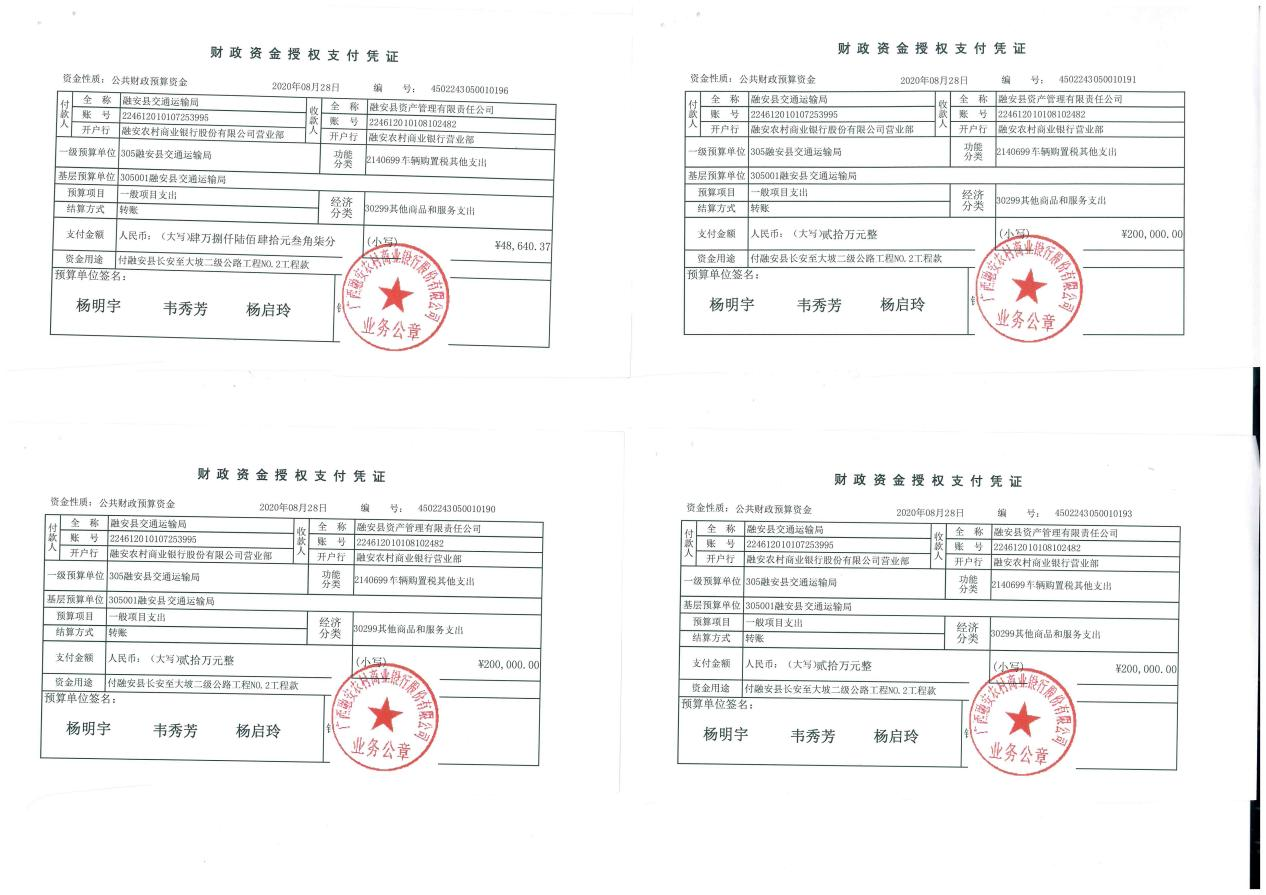 财政资金授权支付凭证
资金性质：公共财政预算资金 2020年08月28日 编 号： 4502243050010196
付款人 全 称 融安县交通运输局 收款人 全 称 融安县资产管理有限责任公司
账 号 224612010107253995 账 号 224612010108102482
开户行 融安农村商业银行股份有限公司营业部 开户行 融安农村商业银行营业部
一级预算单位 305融安县交通运输局 功能分类 2140699车辆购置税其他支出
基层预算单位 305001融安县交通运输局
预算项目 一般项目支出 经济分类 30299其他商品和服务支出
结算方式 转账
支付金额 人民币：（大写）肆万捌仟陆佰肆拾元叁角柒分 (小写) ¥48,640.37
资金用途 付融安县长安至大坡二级公路工程NO.2工程款
预算单位签名：
杨明宇 韦秀芳 杨启玲
广西融安农村商业银行股份有限公司
业务公章
财政资金授权支付凭证
资金性质：公共财政预算资金 2020年08月28日 编 号： 4502243050010191
付款人 全 称 融安县交通运输局 收款人 全 称 融安县资产管理有限责任公司
账 号 224612010107253995 账 号 224612010108102482
开户行 融安农村商业银行股份有限公司营业部 开户行 融安农村商业银行营业部
一级预算单位 305融安县交通运输局 功能分类 2140699车辆购置税其他支出
基层预算单位 305001融安县交通运输局
预算项目 一般项目支出 经济分类 30299其他商品和服务支出
结算方式 转账
支付金额 人民币：（大写）贰拾万元整 (小写) ¥200,000.00
资金用途 付融安县长安至大坡二级公路工程NO.2工程款
预算单位签名：
杨明宇 韦秀芳 杨启玲
广西融安农村商业银行股份有限公司
业务公章
财政资金授权支付凭证
资金性质：公共财政预算资金 2020年08月28日 编 号： 4502243050010190
付款人 全 称 融安县交通运输局 收款人 全 称 融安县资产管理有限责任公司
账 号 224612010107253995 账 号 224612010108102482
开户行 融安农村商业银行股份有限公司营业部 开户行 融安农村商业银行营业部
一级预算单位 305融安县交通运输局 功能分类 2140699车辆购置税其他支出
基层预算单位 305001融安县交通运输局
预算项目 一般项目支出 经济分类 30299其他商品和服务支出
结算方式 转账
支付金额 人民币：（大写）贰拾万元整 (小写) ¥200,000.00
资金用途 付融安县长安至大坡二级公路工程NO.2工程款
预算单位签名：
杨明宇 韦秀芳 杨启玲
广西融安农村商业银行股份有限公司
业务公章
财政资金授权支付凭证
资金性质：公共财政预算资金 2020年08月28日 编 号： 4502243050010193
付款人 全 称 融安县交通运输局 收款人 全 称 融安县资产管理有限责任公司
账 号 224612010107253995 账 号 224612010108102482
开户行 融安农村商业银行股份有限公司营业部 开户行 融安农村商业银行营业部
一级预算单位 305融安县交通运输局 功能分类 2140699车辆购置税其他支出
基层预算单位 305001融安县交通运输局
预算项目 一般项目支出 经济分类 30299其他商品和服务支出
结算方式 转账
支付金额 人民币：（大写）贰拾万元整 (小写) ¥200,000.00
资金用途 付融安县长安至大坡二级公路工程NO.2工程款
预算单位签名：
杨明宇 韦秀芳 杨启玲
广西融安农村商业银行股份有限公司
业务公章